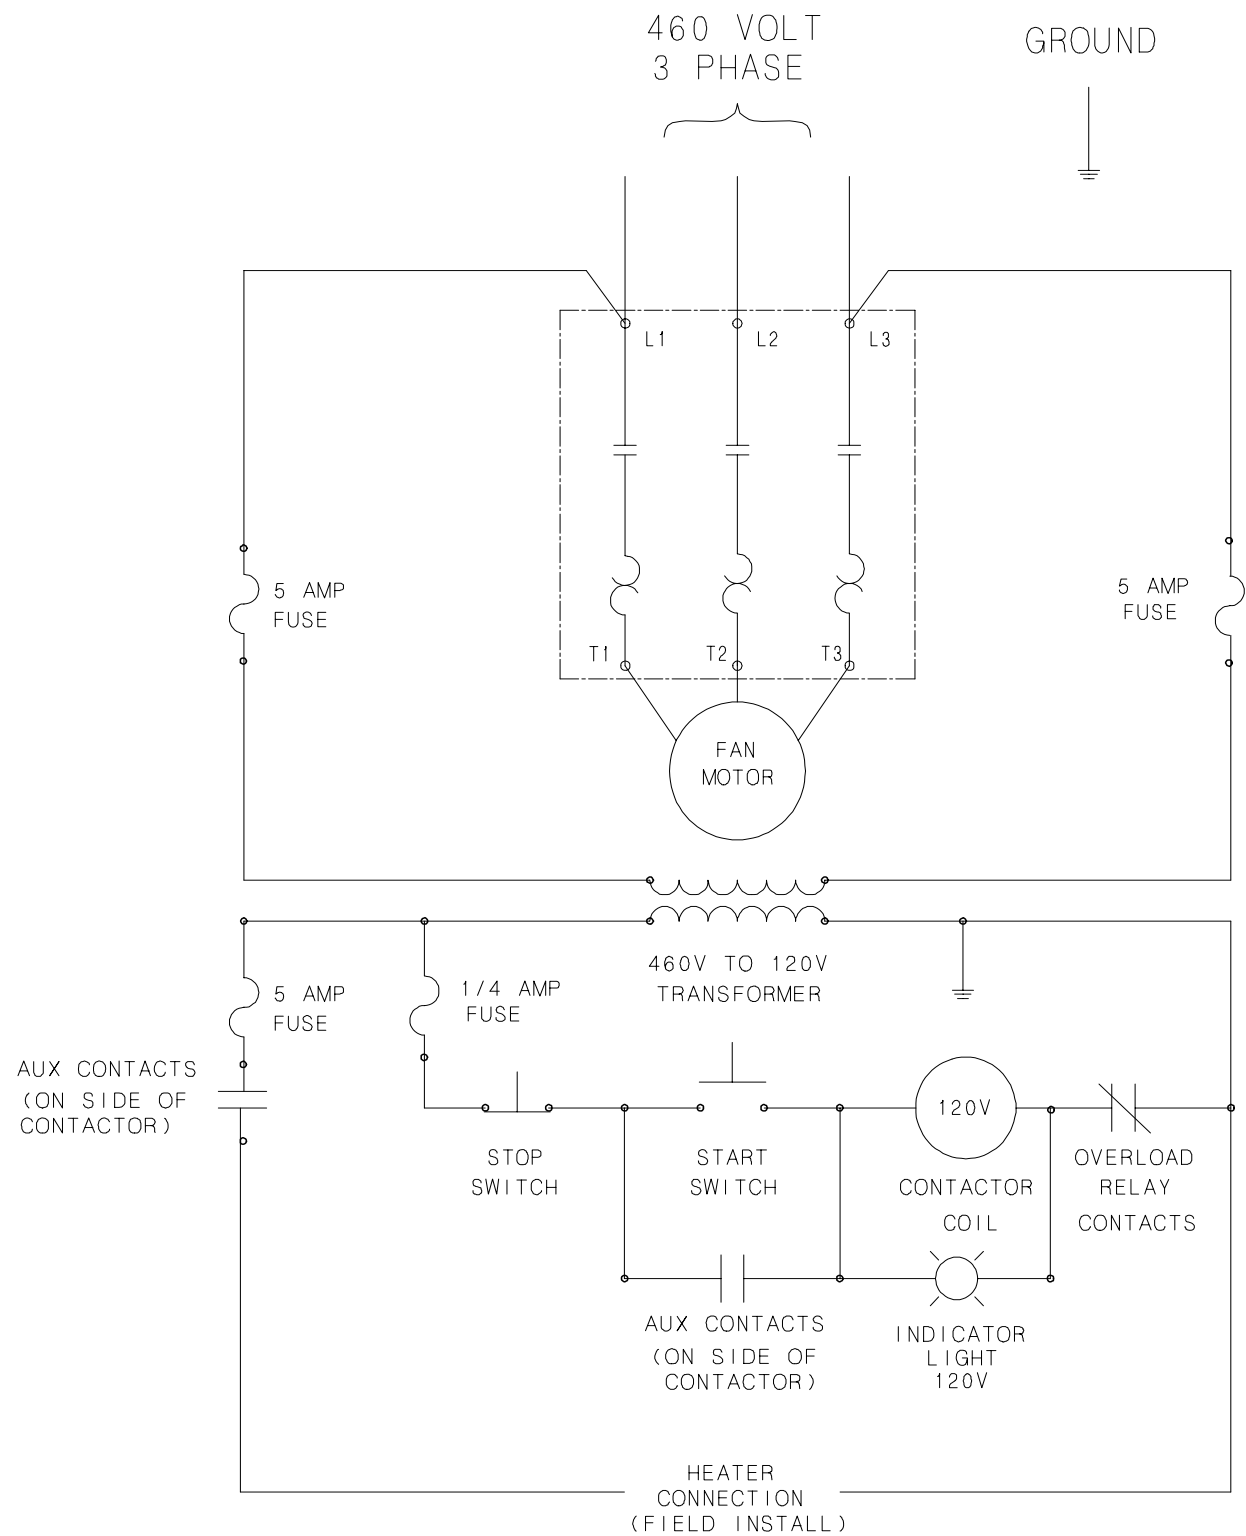 460 VOLT
3 PHASE
GROUND
L1
L2
L3
5 AMP
FUSE
5 AMP
FUSE
T1
T2
T3
FAN
MOTOR
460V TO 120V
TRANSFORMER
5 AMP
FUSE
1/4 AMP
FUSE
AUX CONTACTS
(ON SIDE OF
CONTACTOR)
STOP
SWITCH
START
SWITCH
120V
CONTACTOR
COIL
OVERLOAD
RELAY
CONTACTS
AUX CONTACTS
(ON SIDE OF
CONTACTOR)
INDICATOR
LIGHT
120V
HEATER
CONNECTION
(FIELD INSTALL)